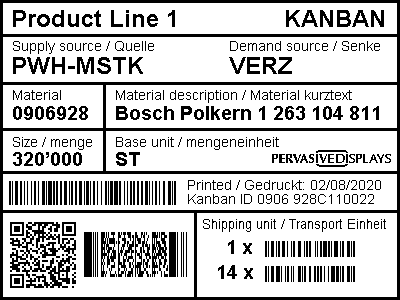 Product Line 1 KANBAN
Supply source / Quelle Demand source / Senke
PWH-MSTK VERZ
Material Material description / Material kurztext
0906928 Bosch Polkern 1 263 104 811
Size / menge Base unit / mengeneinheit
320'000 ST PERVASIVEDISPLAYS
Printed / Gedruckt: 02/08/2020
Kanban ID 0906 928C110022
Shipping unit / Transport Einheit
1 x
14 x